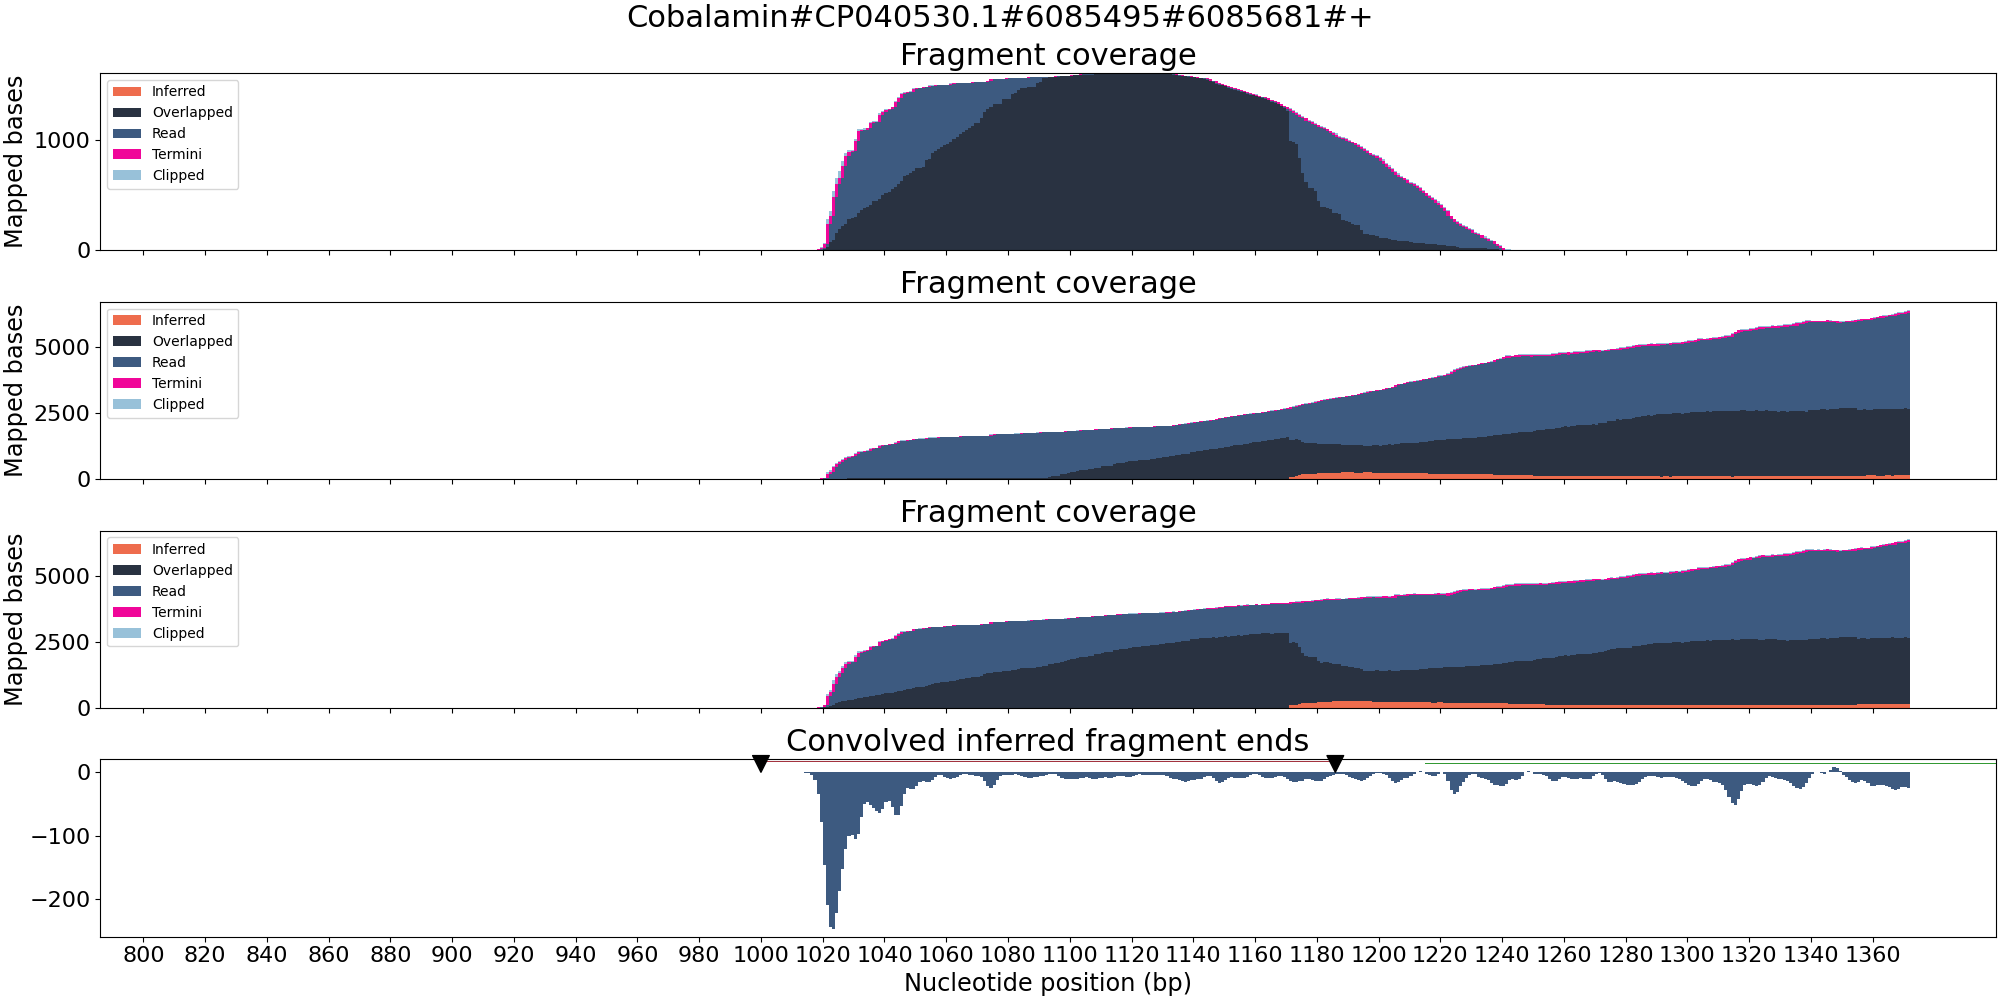 Cobalamin#CP040530.1#6085495#6085681#+
Fragment coverage
Mapped bases
1000
0
Inferred
Overlapped
Read
Termini
Clipped
Fragment coverage
Mapped bases
5000
2500
0
Inferred
Overlapped
Read
Termini
Clipped
Fragment coverage
Mapped bases
5000
2500
0
Inferred
Overlapped
Read
Termini
Clipped
Convolved inferred fragment ends
0
−100
−200
800 820 840 860 880 900 920 940 960 980 1000 1020 1040 1060 1080 1100 1120 1140 1160 1180 1200 1220 1240 1260 1280 1300 1320 1340 1360
Nucleotide position (bp)